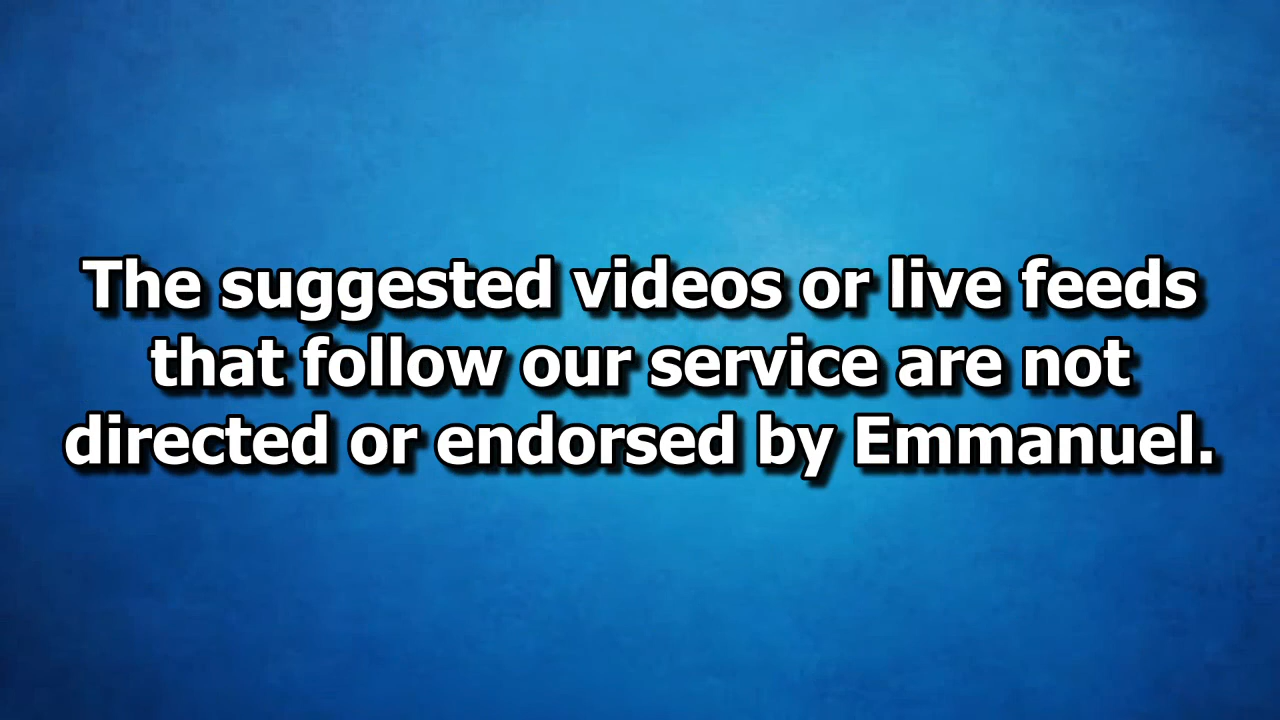 The suggested videos or live feeds
that follow our service are not
directed or endorsed by Emmanuel.